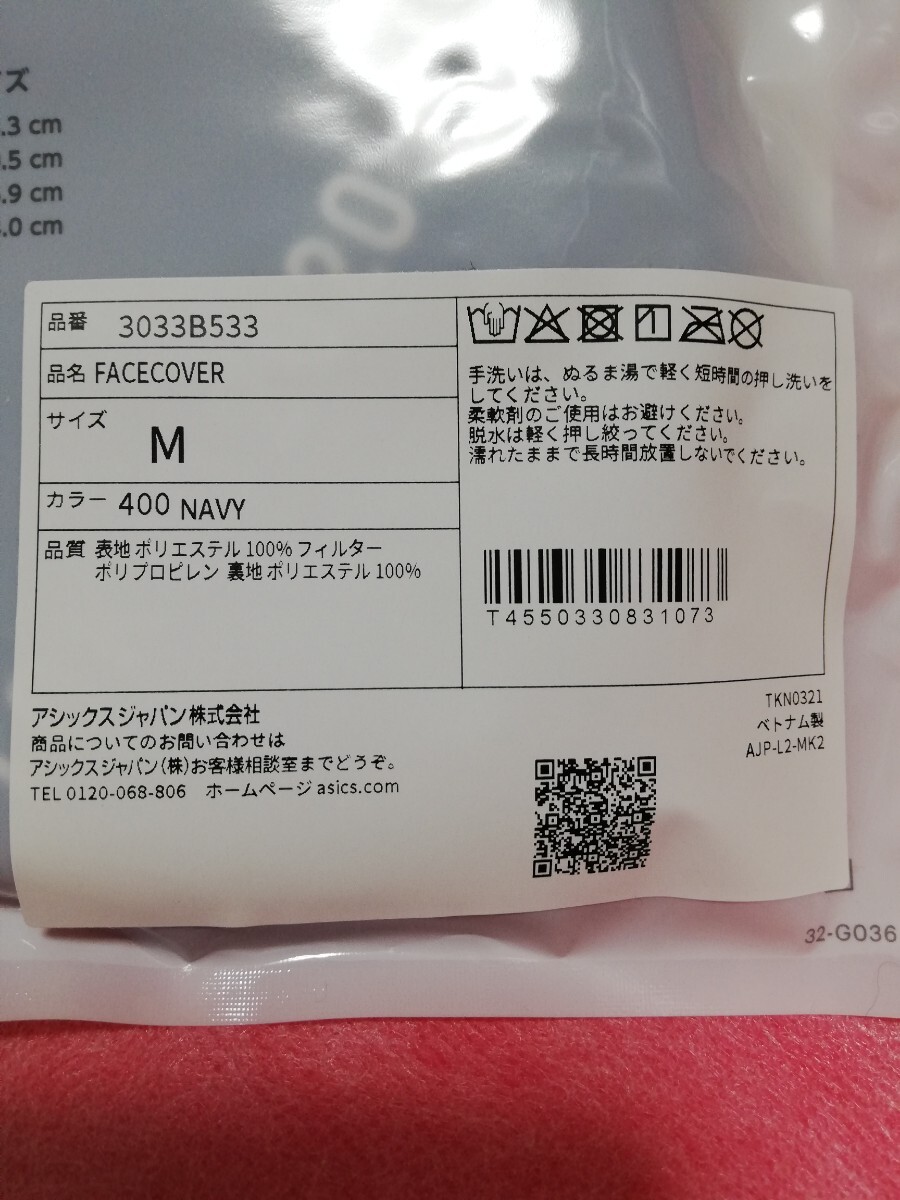 ズ
.3 cm
.5 cm
.9 cm
.0 cm
20
品番 3033B533
品名 FACECOVER
サイズ
M
カラー 400 NAVY
品質 表地 ポリエステル 100% フィルター
ポリプロピレン 裏地 ポリエステル 100%
手洗いは、ぬるま湯で軽く短時間の押し洗いを
してください。
柔軟剤のご使用はお避けください。
脱水は軽く押し絞ってください。
濡れたままで長時間放置しないでください。
T4550330831073
アシックスジャパン株式会社
商品についてのお問い合わせは
アシックスジャパン(株)お客様相談室までどうぞ。
TEL 0120-068-806 ホームページ asics.com
TKN0321
ベトナム製
AJP-L2-MK2
32-G036